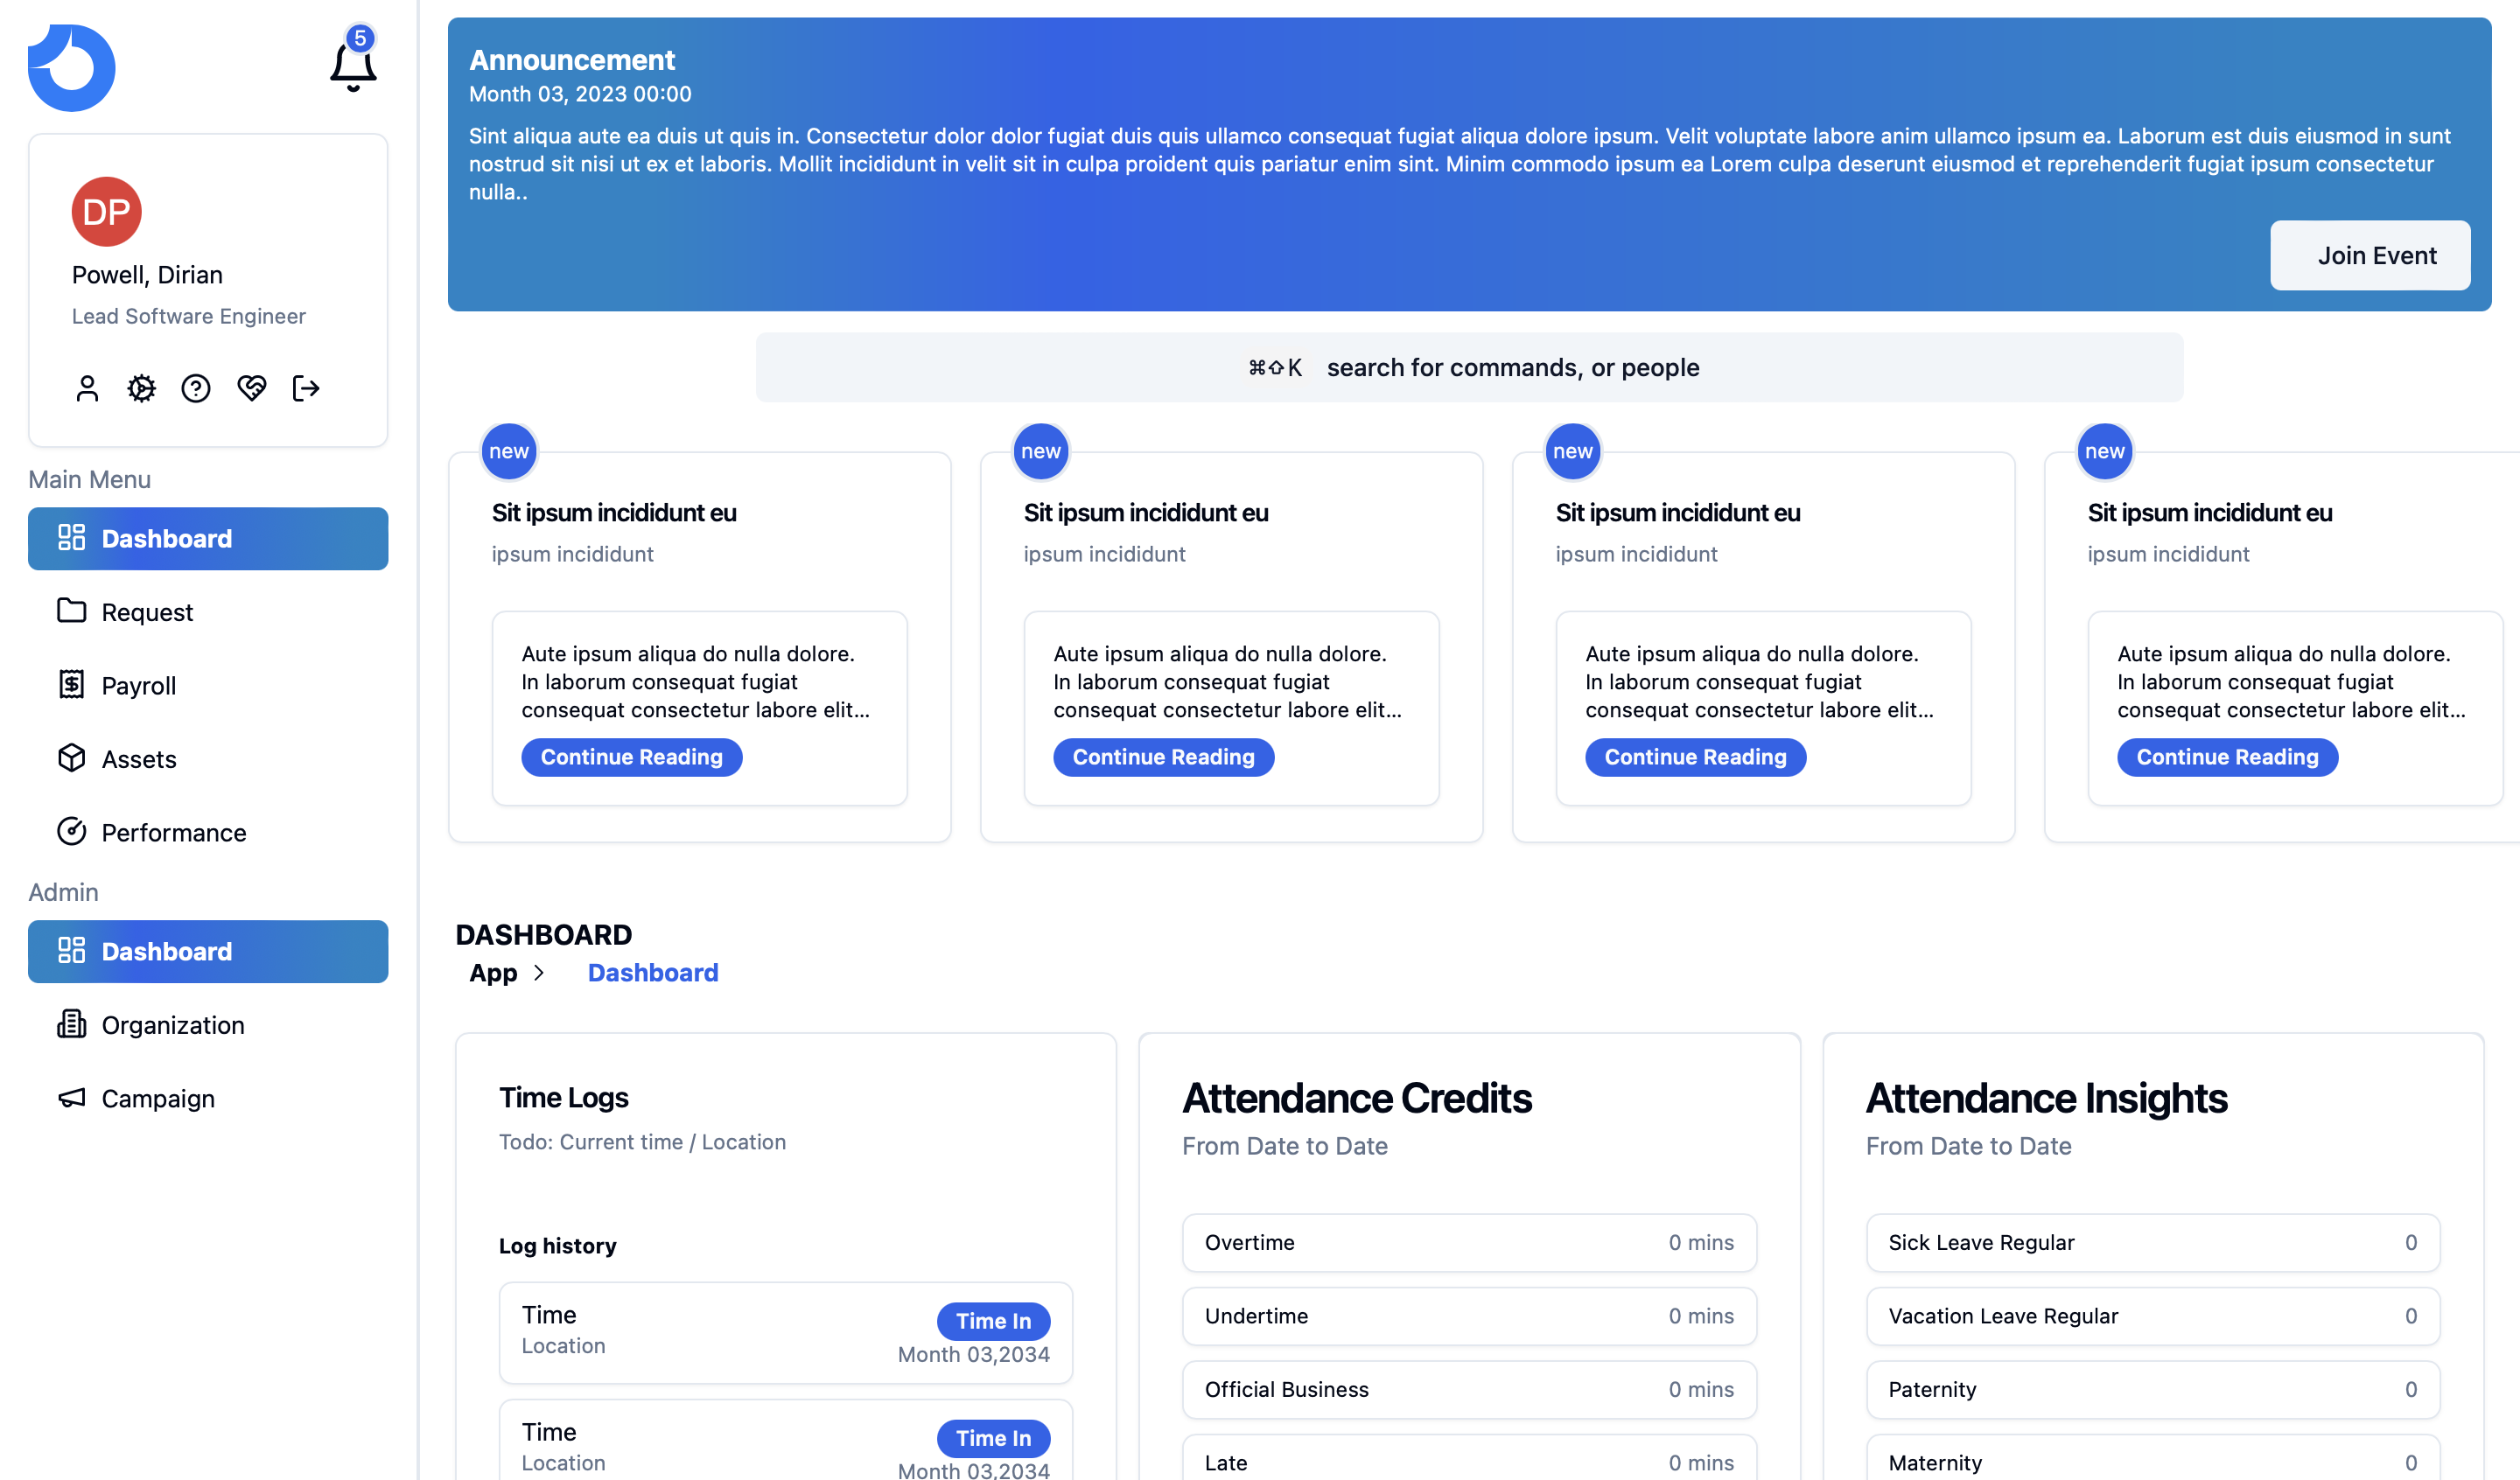 5
DP
Powell, Dirian
Lead Software Engineer
Main Menu
Dashboard
Request
Payroll
Assets
Performance
Admin
Dashboard
Organization
Campaign
Announcement
Month 03, 2023 00:00
Sint aliqua aute ea duis ut quis in. Consectetur dolor dolor fugiat duis quis ullamco consequat fugiat aliqua dolore ipsum. Velit voluptate labore anim ullamco ipsum ea. Laborum est duis eiusmod in sunt
nostrud sit nisi ut ex et laboris. Mollit incididunt in velit sit in culpa proident quis pariatur enim sint. Minim commodo ipsum ea Lorem culpa deserunt eiusmod et reprehenderit fugiat ipsum consectetur
nulla..
Join Event
⌘⇧K search for commands, or people
new
Sit ipsum incididunt eu
ipsum incididunt
Aute ipsum aliqua do nulla dolore.
In laborum consequat fugiat
consequat consectetur labore elit...
Continue Reading
new
Sit ipsum incididunt eu
ipsum incididunt
Aute ipsum aliqua do nulla dolore.
In laborum consequat fugiat
consequat consectetur labore elit...
Continue Reading
new
Sit ipsum incididunt eu
ipsum incididunt
Aute ipsum aliqua do nulla dolore.
In laborum consequat fugiat
consequat consectetur labore elit...
Continue Reading
new
Sit ipsum incididunt eu
ipsum incididunt
Aute ipsum aliqua do nulla dolore.
In laborum consequat fugiat
consequat consectetur labore elit...
Continue Reading
DASHBOARD
App > Dashboard
Time Logs
Todo: Current time / Location
Log history
Time
Time In
Location
Month 03,2034
Time
Time In
Location
Month 03,2034
Attendance Credits
From Date to Date
Overtime 0 mins
Undertime 0 mins
Official Business 0 mins
Late 0 mins
Attendance Insights
From Date to Date
Sick Leave Regular 0
Vacation Leave Regular 0
Paternity 0
Maternity 0